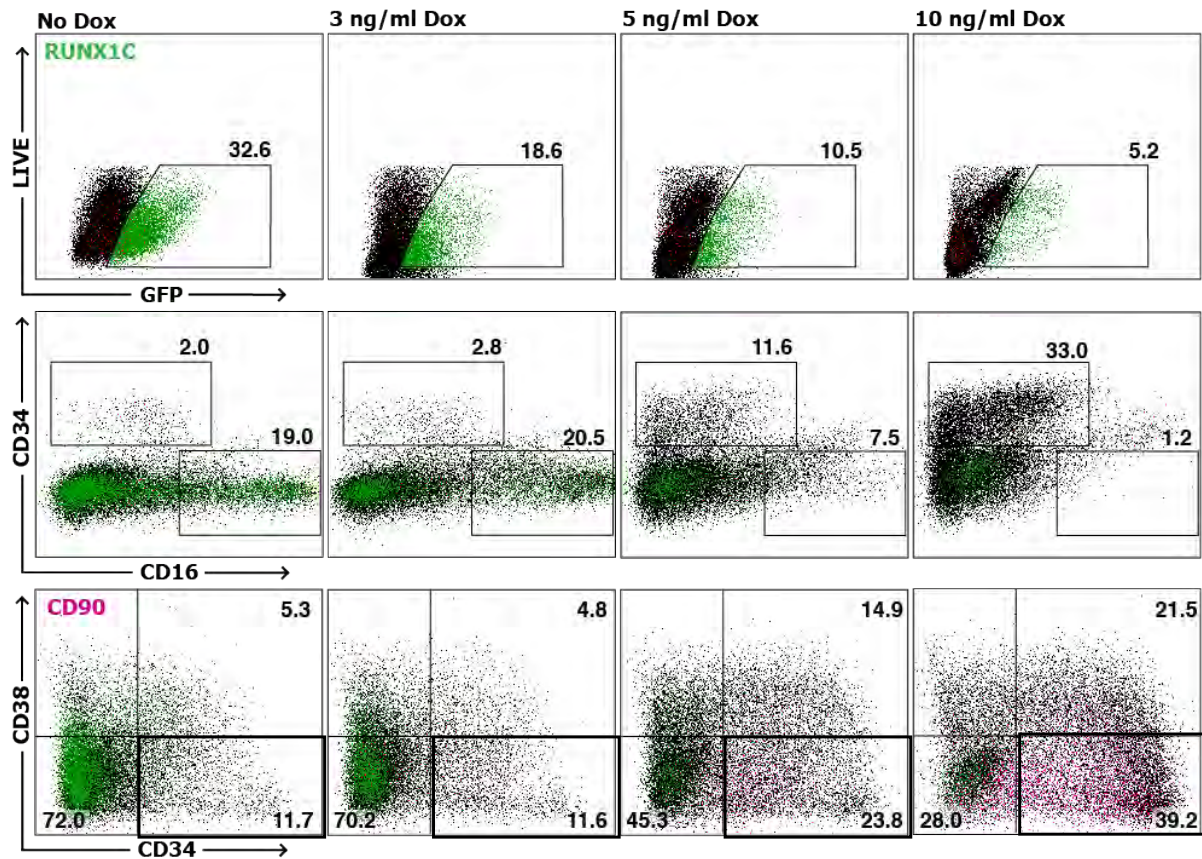 No Dox 3 ng/ml Dox 5 ng/ml Dox 10 ng/ml Dox
RUNX1C
LIVE
32.6 18.6 10.5 5.2
GFP
2.0 2.8 11.6 33.0
CD34
19.0 20.5 7.5 1.2
CD16
CD90
5.3 4.8 14.9 21.5
CD38
72.0 11.7 70.2 11.6 45.3 23.8 28.0 39.2
CD34